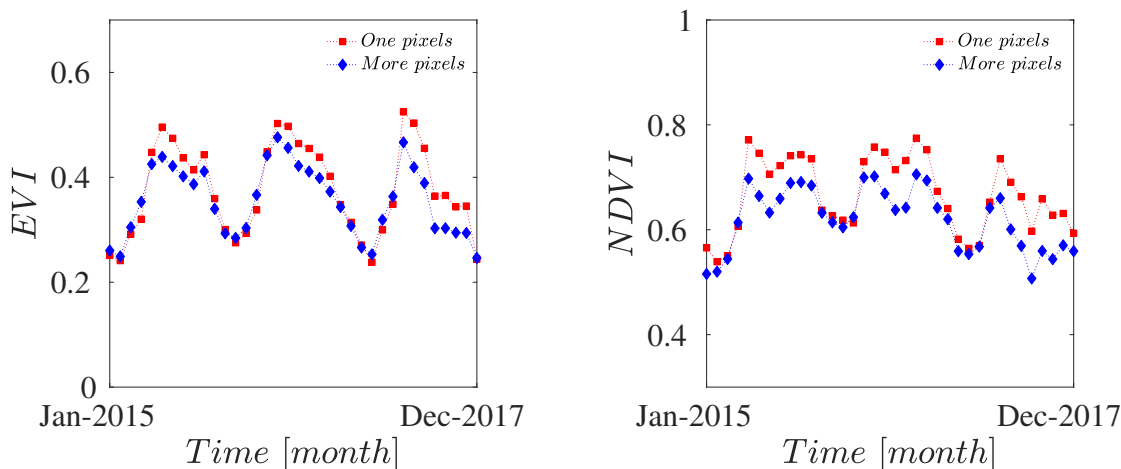 EVI
0.6
0.4
0.2
0
Jan-2015
Dec-2017
Time [month]
One pixels
More pixels
NDVI
1
0.8
0.6
0.4
Jan-2015
Dec-2017
Time [month]
One pixels
More pixels